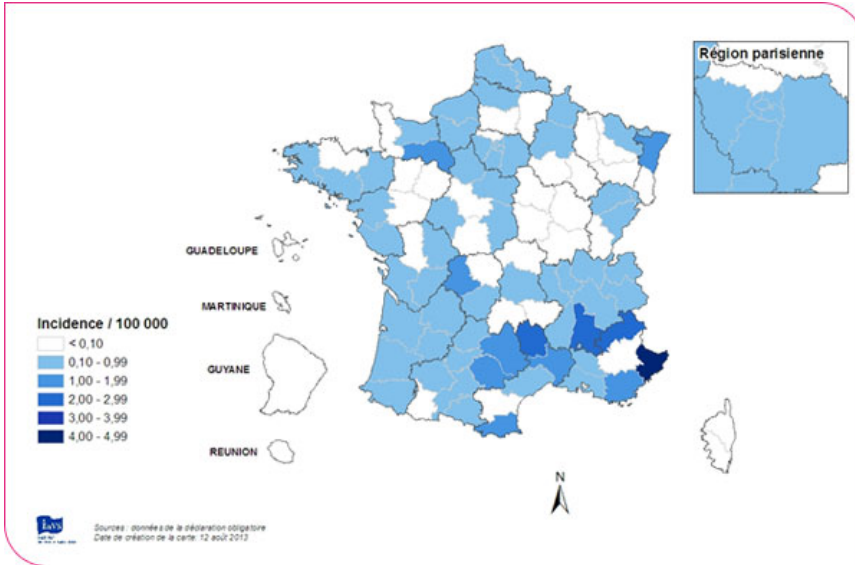 Région parisienne
GUADELOUPE
MARTINIQUE
GUYANE
REUNION
Incidence / 100 000
< 0,10
0,10 - 0,99
1,00 - 1,99
2,00 - 2,99
3,00 - 3,99
4,00 - 4,99
N
Sources : données de la déclaration obligatoire
Date de création de la carte: 12 août 2013